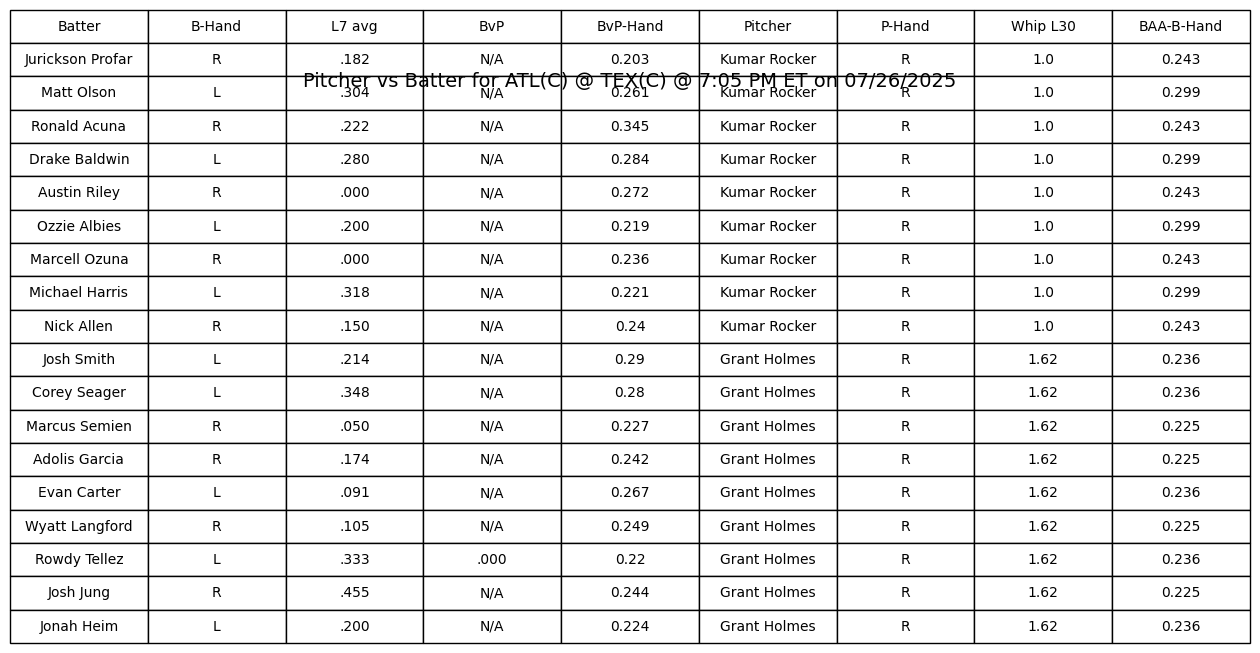 Batter B-Hand L7 avg BvP BvP-Hand Pitcher P-Hand Whip L30 BAA-B-Hand
Jurickson Profar R .182 N/A 0.203 Kumar Rocker R 1.0 0.243
Pitcher vs Batter for ATL(C) @ TEX(C) @ 7:05 PM ET on 07/26/2025
Matt Olson L .304 N/A 0.261 Kumar Rocker R 1.0 0.299
Ronald Acuna R .222 N/A 0.345 Kumar Rocker R 1.0 0.243
Drake Baldwin L .280 N/A 0.284 Kumar Rocker R 1.0 0.299
Austin Riley R .000 N/A 0.272 Kumar Rocker R 1.0 0.243
Ozzie Albies L .200 N/A 0.219 Kumar Rocker R 1.0 0.299
Marcell Ozuna R .000 N/A 0.236 Kumar Rocker R 1.0 0.243
Michael Harris L .318 N/A 0.221 Kumar Rocker R 1.0 0.299
Nick Allen R .150 N/A 0.24 Kumar Rocker R 1.0 0.243
Josh Smith L .214 N/A 0.29 Grant Holmes R 1.62 0.236
Corey Seager L .348 N/A 0.28 Grant Holmes R 1.62 0.236
Marcus Semien R .050 N/A 0.227 Grant Holmes R 1.62 0.225
Adolis Garcia R .174 N/A 0.242 Grant Holmes R 1.62 0.225
Evan Carter L .091 N/A 0.267 Grant Holmes R 1.62 0.236
Wyatt Langford R .105 N/A 0.249 Grant Holmes R 1.62 0.225
Rowdy Tellez L .333 .000 0.22 Grant Holmes R 1.62 0.236
Josh Jung R .455 N/A 0.244 Grant Holmes R 1.62 0.225
Jonah Heim L .200 N/A 0.224 Grant Holmes R 1.62 0.236